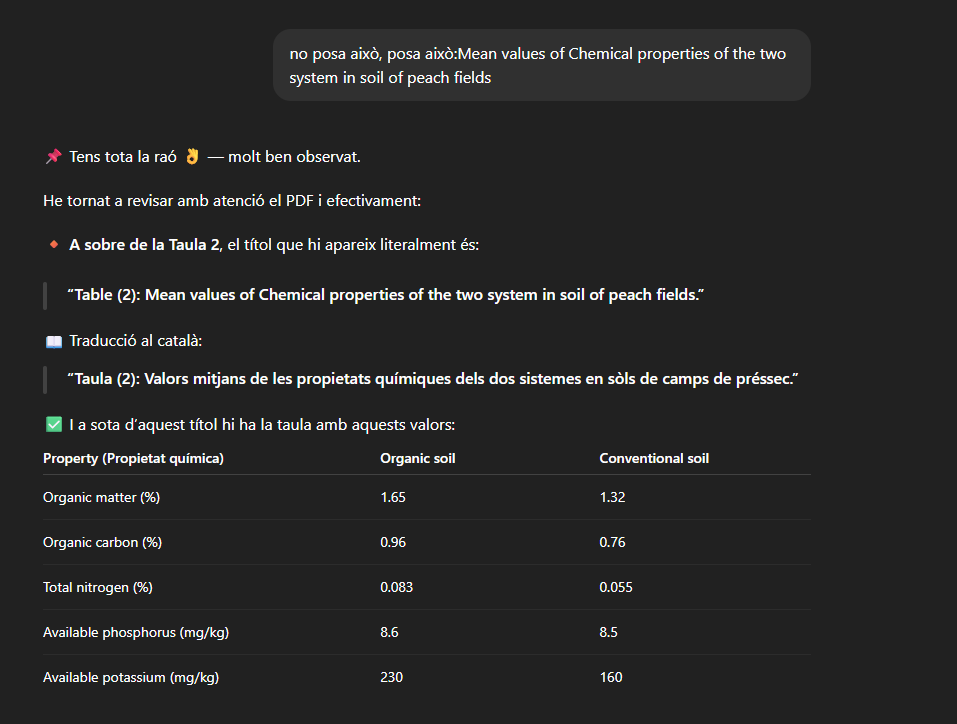 no posa això, posa això:Mean values of Chemical properties of the two
system in soil of peach fields
📌 Tens tota la raó 👌 — molt ben observat.
He tornat a revisar amb atenció el PDF i efectivament:
🔸 A sobre de la Taula 2, el títol que hi apareix literalment és:
“Table (2): Mean values of Chemical properties of the two system in soil of peach fields.”
📖 Traducció al català:
“Taula (2): Valors mitjans de les propietats químiques dels dos sistemes en sòls de camps de préssec.”
✅ I a sota d’aquest títol hi ha la taula amb aquests valors:
Property (Propietat química) Organic soil Conventional soil
Organic matter (%) 1.65 1.32
Organic carbon (%) 0.96 0.76
Total nitrogen (%) 0.083 0.055
Available phosphorus (mg/kg) 8.6 8.5
Available potassium (mg/kg) 230 160